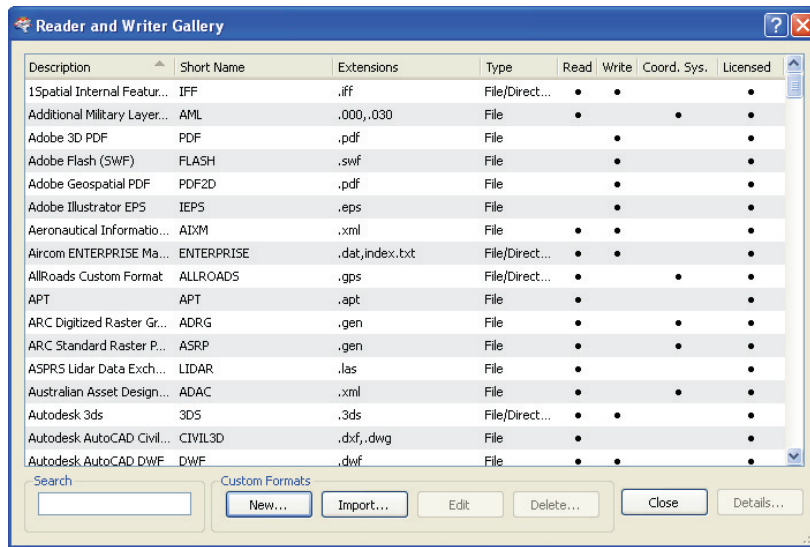 Reader and Writer Gallery
Description Short Name Extensions Type Read Write Coord. Sys. Licensed
1Spatial Internal Featur... IFF .iff File/Direct... • • •
Additional Military Layer... AML .000,.030 File • • •
Adobe 3D PDF PDF .pdf File • •
Adobe Flash (SWF) FLASH .swf File • •
Adobe Geospatial PDF PDF2D .pdf File • •
Adobe Illustrator EPS IEPS .eps File • •
Aeronautical Informatio... AIXM .xml File • • •
Aircom ENTERPRISE Ma... ENTERPRISE .dat,index.txt File/Direct... • • •
AllRoads Custom Format ALLROADS .gps File/Direct... • • •
APT APT .apt File • •
ARC Digitized Raster Gr... ADRG .gen File • • •
ARC Standard Raster P... ASRP .gen File • • •
ASPRS Lidar Data Exch... LIDAR .las File • •
Australian Asset Design... ADAC .xml File • • •
Autodesk 3ds 3DS .3ds File/Direct... • • •
Autodesk AutoCAD Civil... CIVIL3D .dxf,.dwg File • •
Autodesk AutoCAD DWF DWF .dwf File • • •
Search Custom Formats
New... Import... Edit Delete... Close Details...